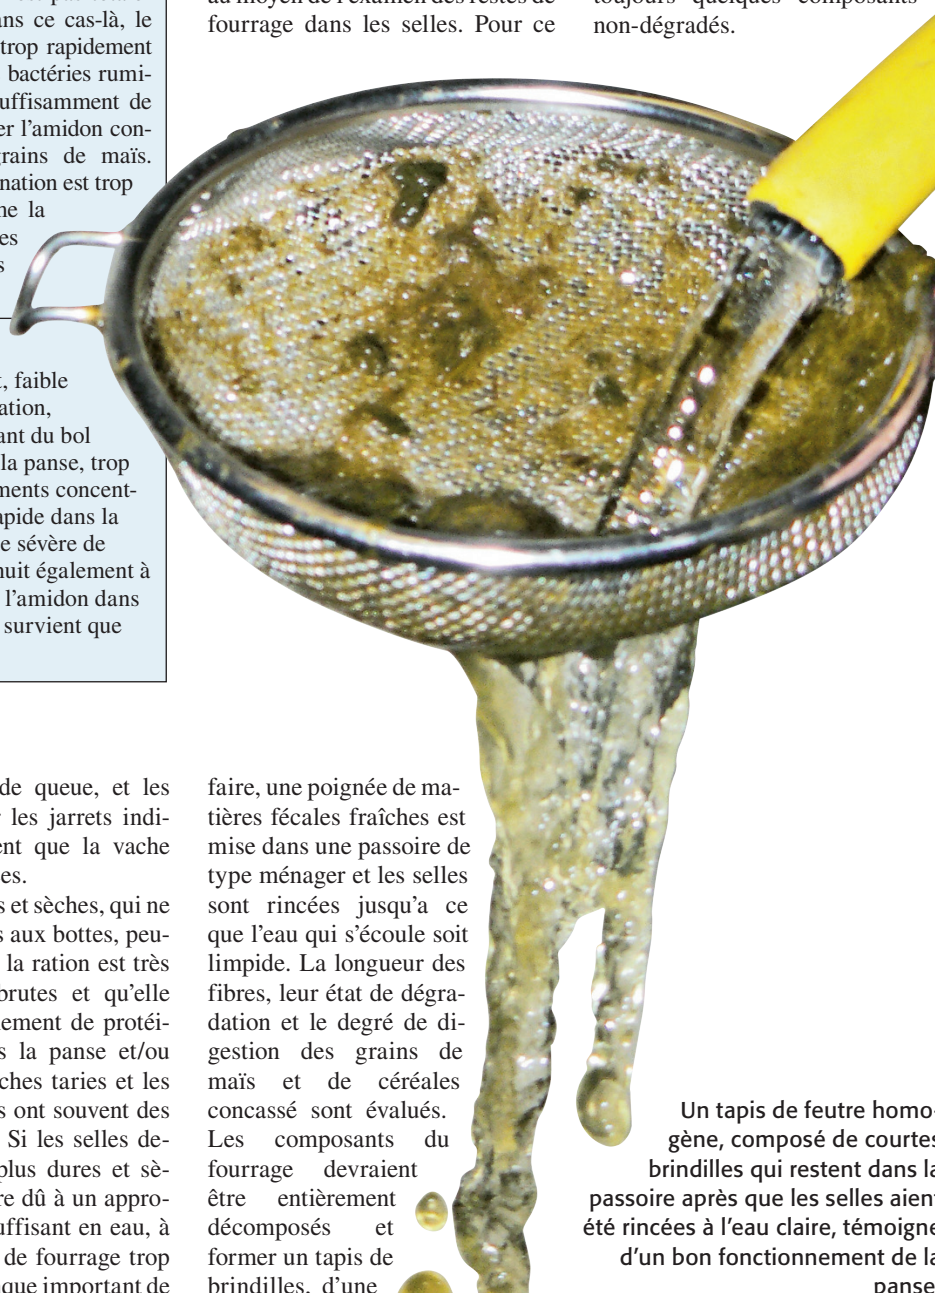 ans ce cas-là, le
trop rapidement
bactéries rumi-
uffisamment de
er l'amidon con-
grains de maïs.
nation est trop
ne la
es
s
t, faible
ation,
ant du bol
la panse, trop
ments concent-
apide dans la
e sévère de
nuit également à
l'amidon dans
survient que
de queue, et les
r les jarrets indi-
ent que la vache
es.
s et sèches, qui ne
s aux bottes, peu-
la ration est très
brutes et qu'elle
lement de protéi-
s la panse et/ou
ches taries et les
s ont souvent des
Si les selles de-
plus dures et sè-
re dû à un appro-
uffisant en eau, à
de fourrage trop
que important de
au moyen de l'examen des restes de
fourrage dans les selles. Pour ce
faire, une poignée de ma-
tières fécales fraîches est
mise dans une passoire de
type ménager et les selles
sont rincées jusqu'a ce
que l'eau qui s'écoule soit
limpide. La longueur des
fibres, leur état de dégra-
dation et le degré de di-
gestion des grains de
maïs et de céréales
concassé sont évalués.
Les composants du
fourrage devraient
être entièrement
décomposés et
former un tapis de
brindilles, d'une
toujours quelques composants
non-dégradés.
Un tapis de feutre homo-
gène, composé de courtes
brindilles qui restent dans la
passoire après que les selles aient
été rincées à l'eau claire, témoigne
d'un bon fonctionnement de la
panse